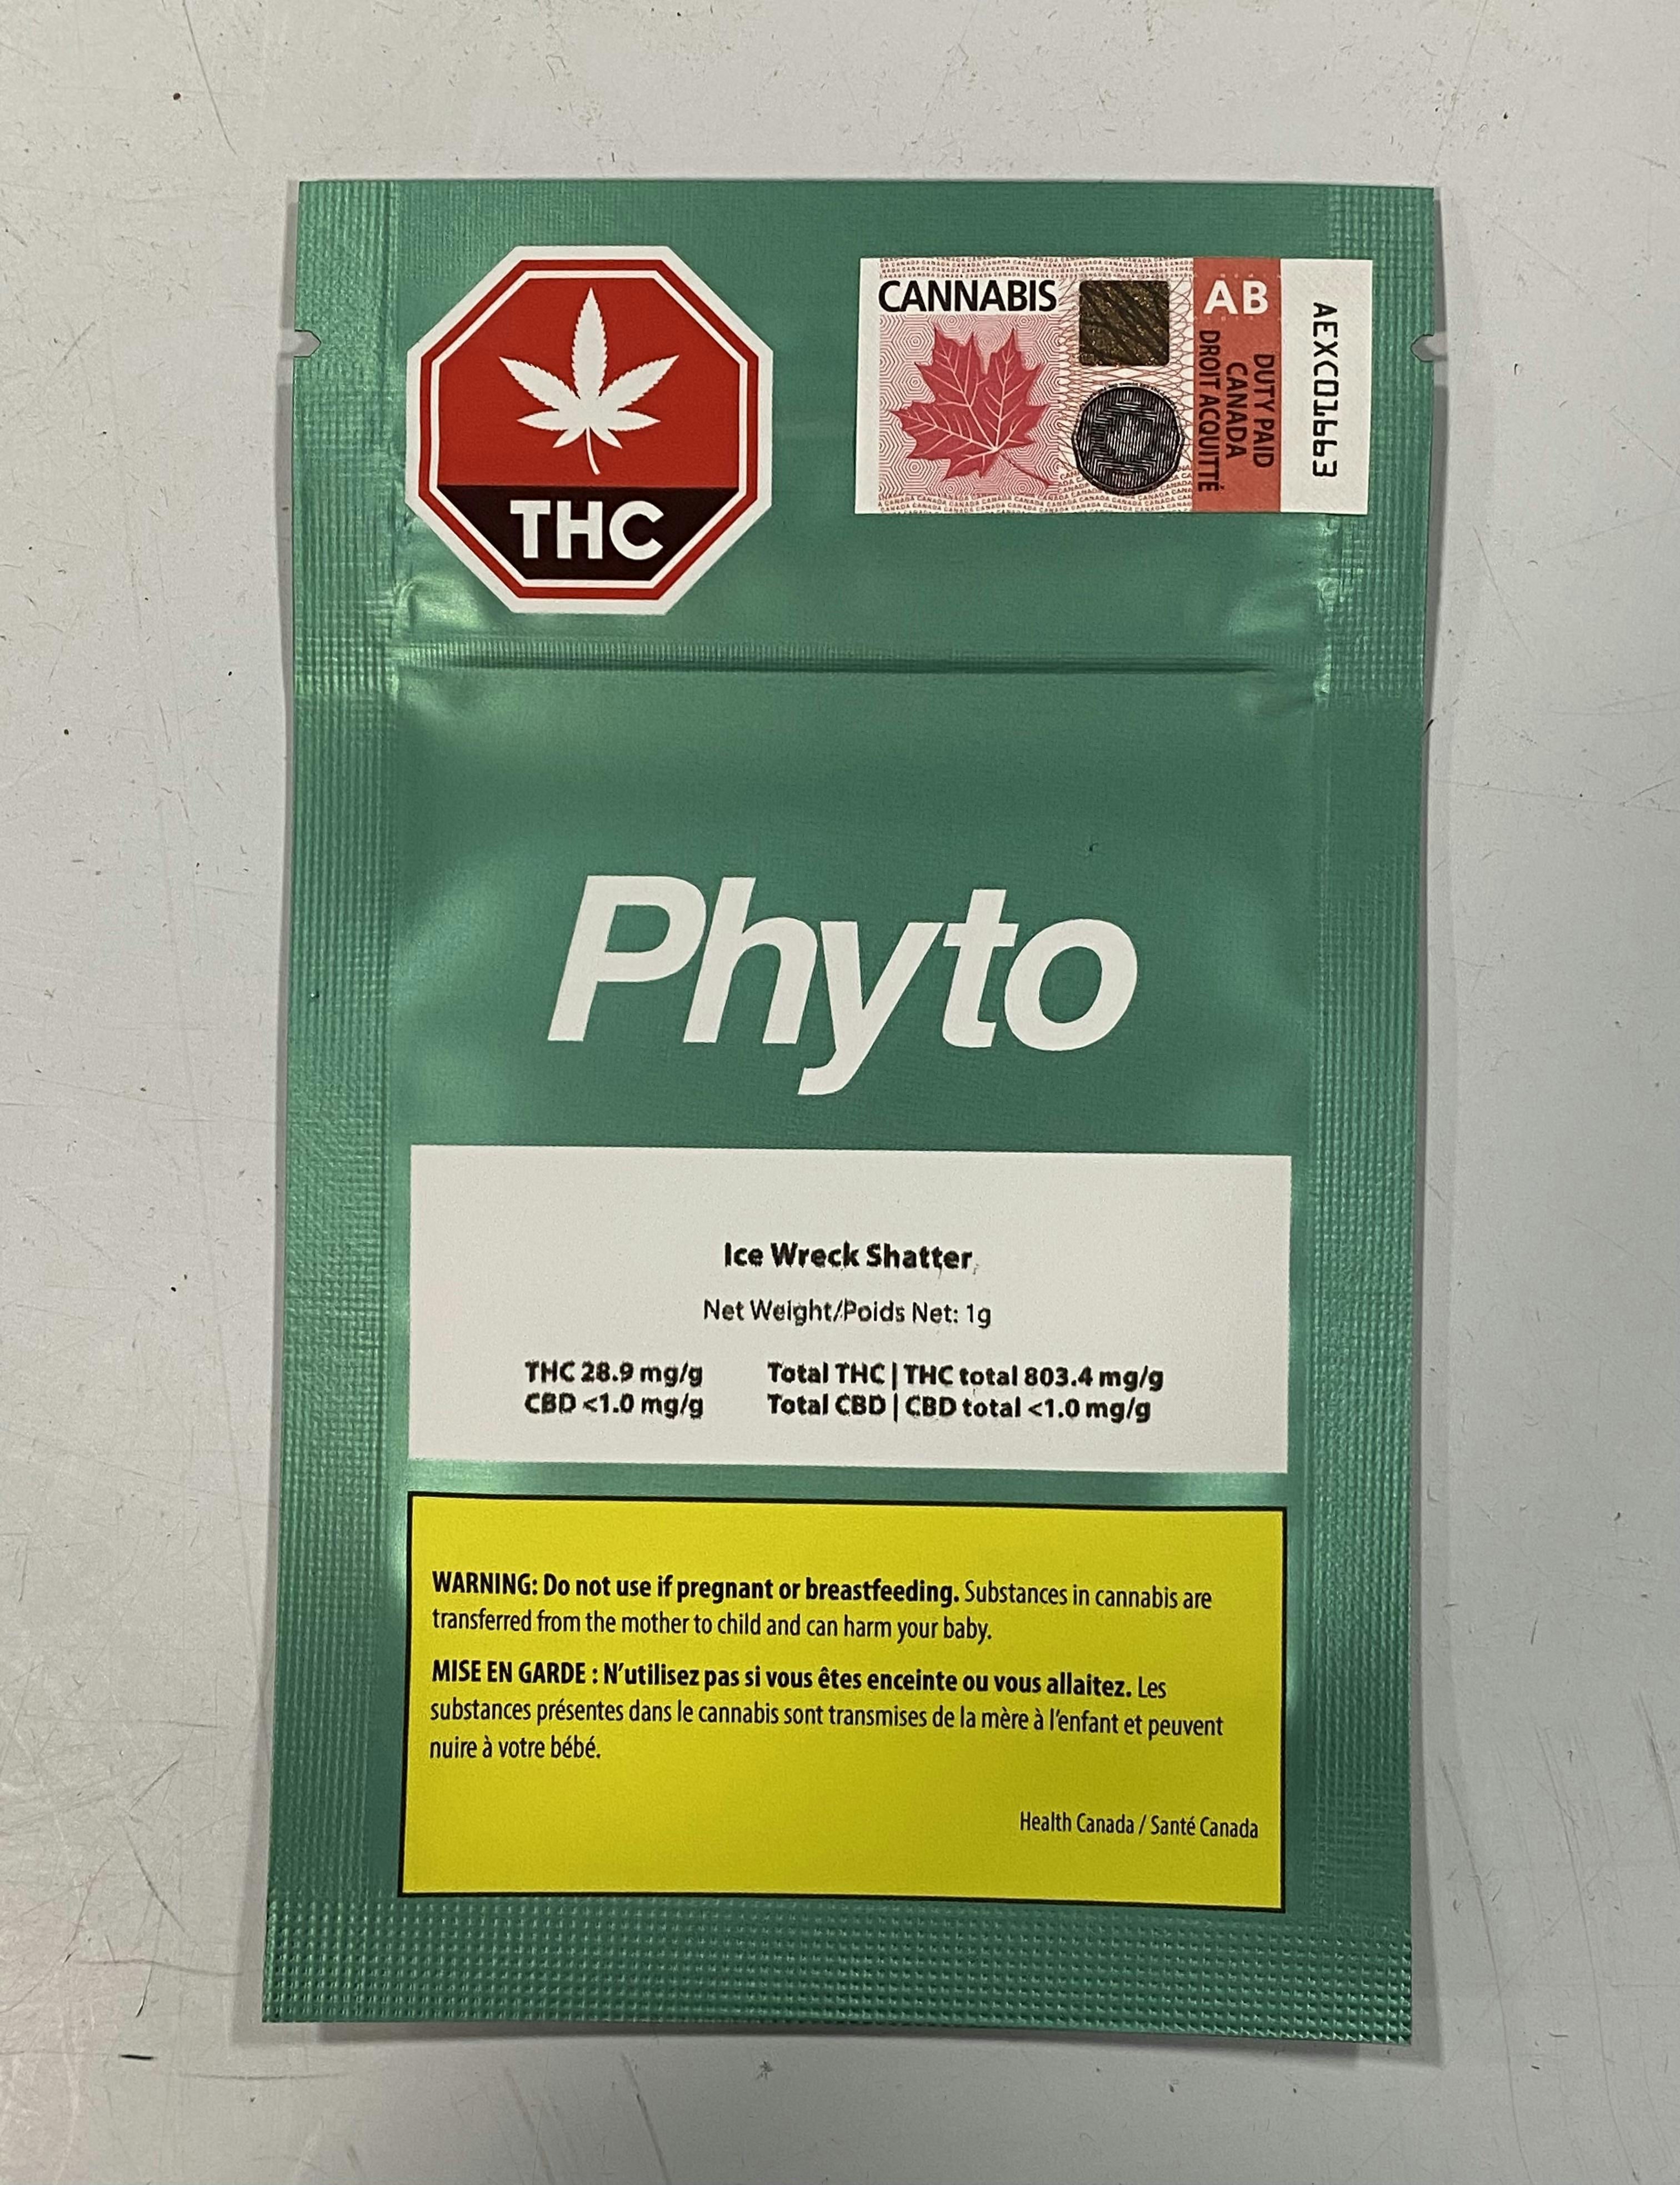 THC
CANNABIS
AB
DUTY PAID
CANADA
DROIT ACQUITTÉ
AEXC01663
Phyto
Ice Wreck Shatter
Net Weight/Poids Net: 1g
THC 28.9 mg/g
CBD <1.0 mg/g
Total THC | THC total 803.4 mg/g
Total CBD | CBD total <1.0 mg/g
WARNING: Do not use if pregnant or breastfeeding. Substances in cannabis are
transferred from the mother to child and can harm your baby.
MISE EN GARDE : N'utilisez pas si vous êtes enceinte ou vous allaitez. Les
substances présentes dans le cannabis sont transmises de la mère à l'enfant et peuvent
nuire à votre bébé.
Health Canada / Santé Canada